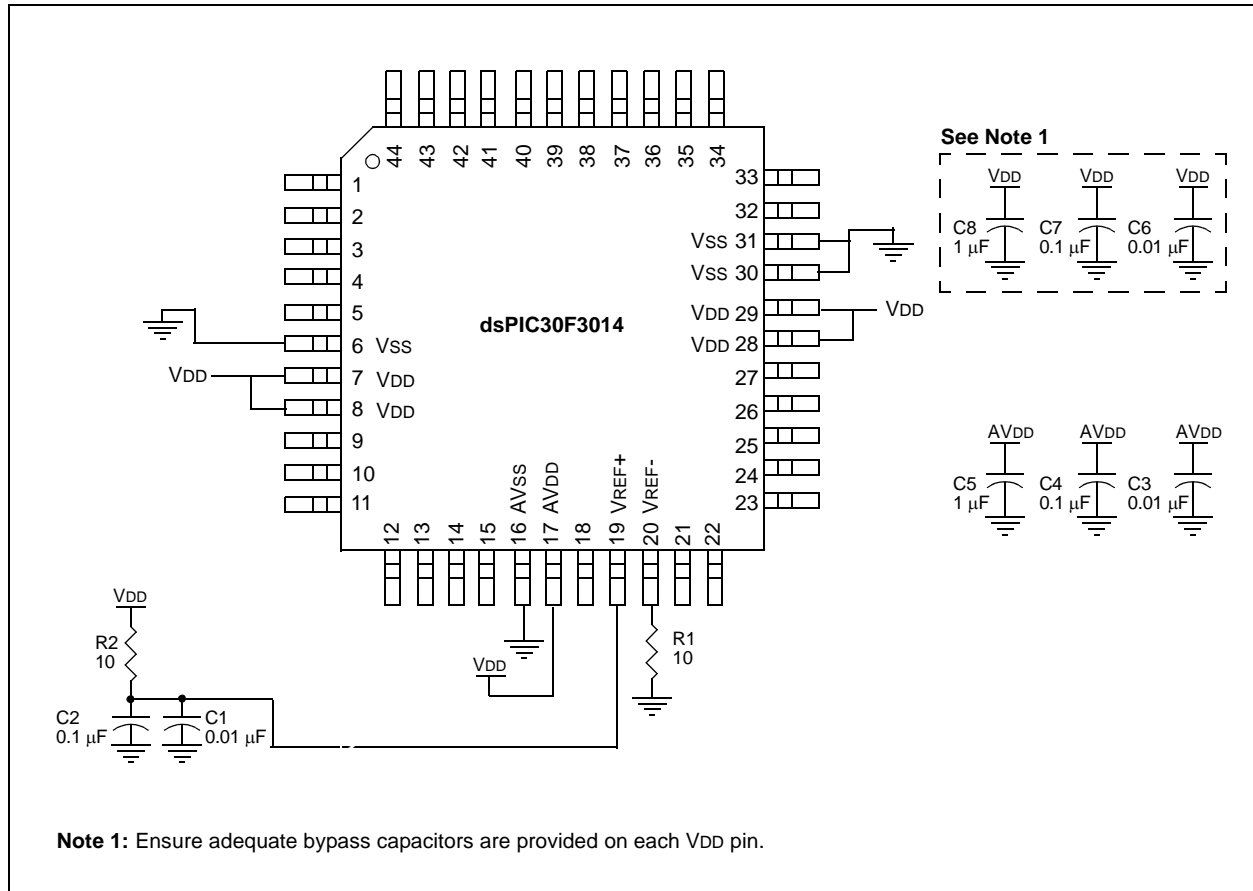 44 43 42 41 40 39 38 37 36 35 34
See Note 1
VDD VDD VDD
C8 C7 C6
1 µF 0.1 µF 0.01 µF
1
2
3
4
5
6 VSS
7 VDD
8 VDD
9
10
11
VDD
dsPIC30F3014
33
32
VSS 31
VSS 30
VDD 29
VDD 28
27
26
25
24
23
VDD
AVDD AVDD AVDD
C5 C4 C3
1 µF 0.1 µF 0.01 µF
12
13
14
15
16 AVSS
17 AVDD
18
19 VREF+
20 VREF-
21
22
VDD
R2
10
C2
0.1 µF
C1
0.01 µF
VDD
R1
10
Note 1: Ensure adequate bypass capacitors are provided on each VDD pin.